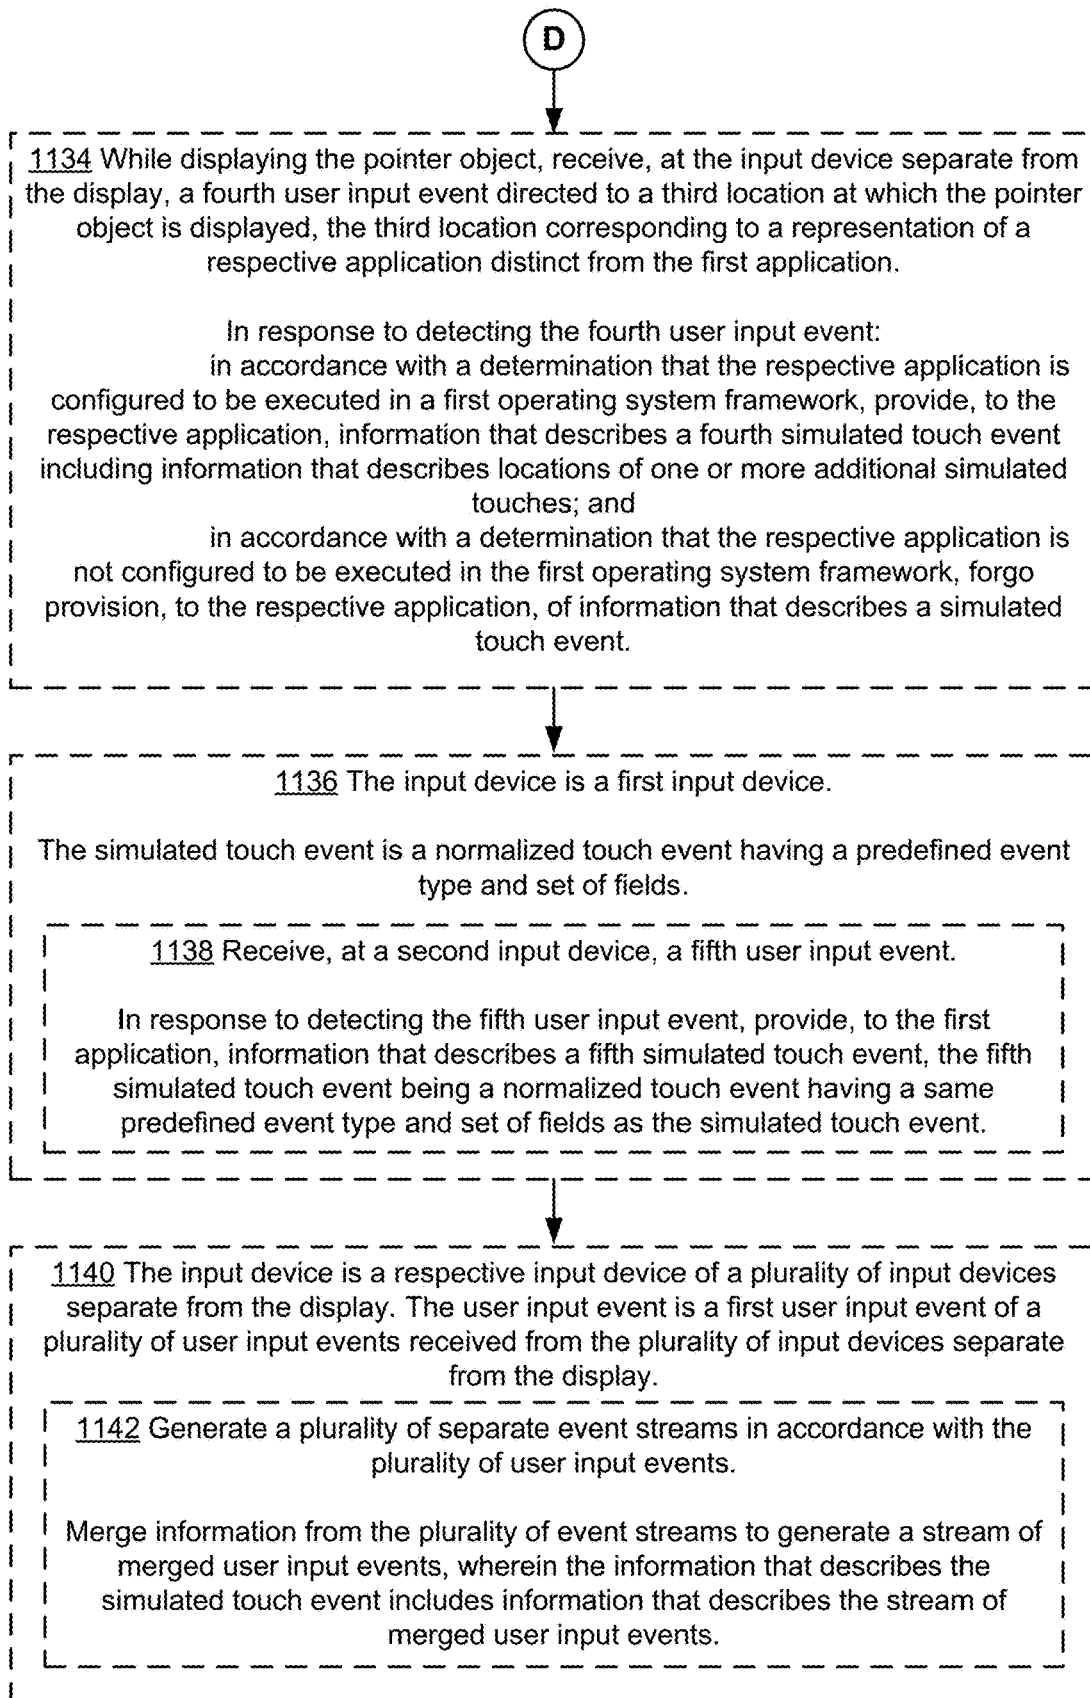 D
1134 While displaying the pointer object, receive, at the input device separate from
the display, a fourth user input event directed to a third location at which the pointer
object is displayed, the third location corresponding to a representation of a
respective application distinct from the first application.
In response to detecting the fourth user input event:
in accordance with a determination that the respective application is
configured to be executed in a first operating system framework, provide, to the
respective application, information that describes a fourth simulated touch event
including information that describes locations of one or more additional simulated
touches; and
in accordance with a determination that the respective application is
not configured to be executed in the first operating system framework, forgo
provision, to the respective application, of information that describes a simulated
touch event.
1136 The input device is a first input device.
The simulated touch event is a normalized touch event having a predefined event
type and set of fields.
1138 Receive, at a second input device, a fifth user input event.
In response to detecting the fifth user input event, provide, to the first
application, information that describes a fifth simulated touch event, the fifth
simulated touch event being a normalized touch event having a same
predefined event type and set of fields as the simulated touch event.
1140 The input device is a respective input device of a plurality of input devices
separate from the display. The user input event is a first user input event of a
plurality of user input events received from the plurality of input devices separate
from the display.
1142 Generate a plurality of separate event streams in accordance with the
plurality of user input events.
Merge information from the plurality of event streams to generate a stream of
merged user input events, wherein the information that describes the
simulated touch event includes information that describes the stream of
merged user input events.